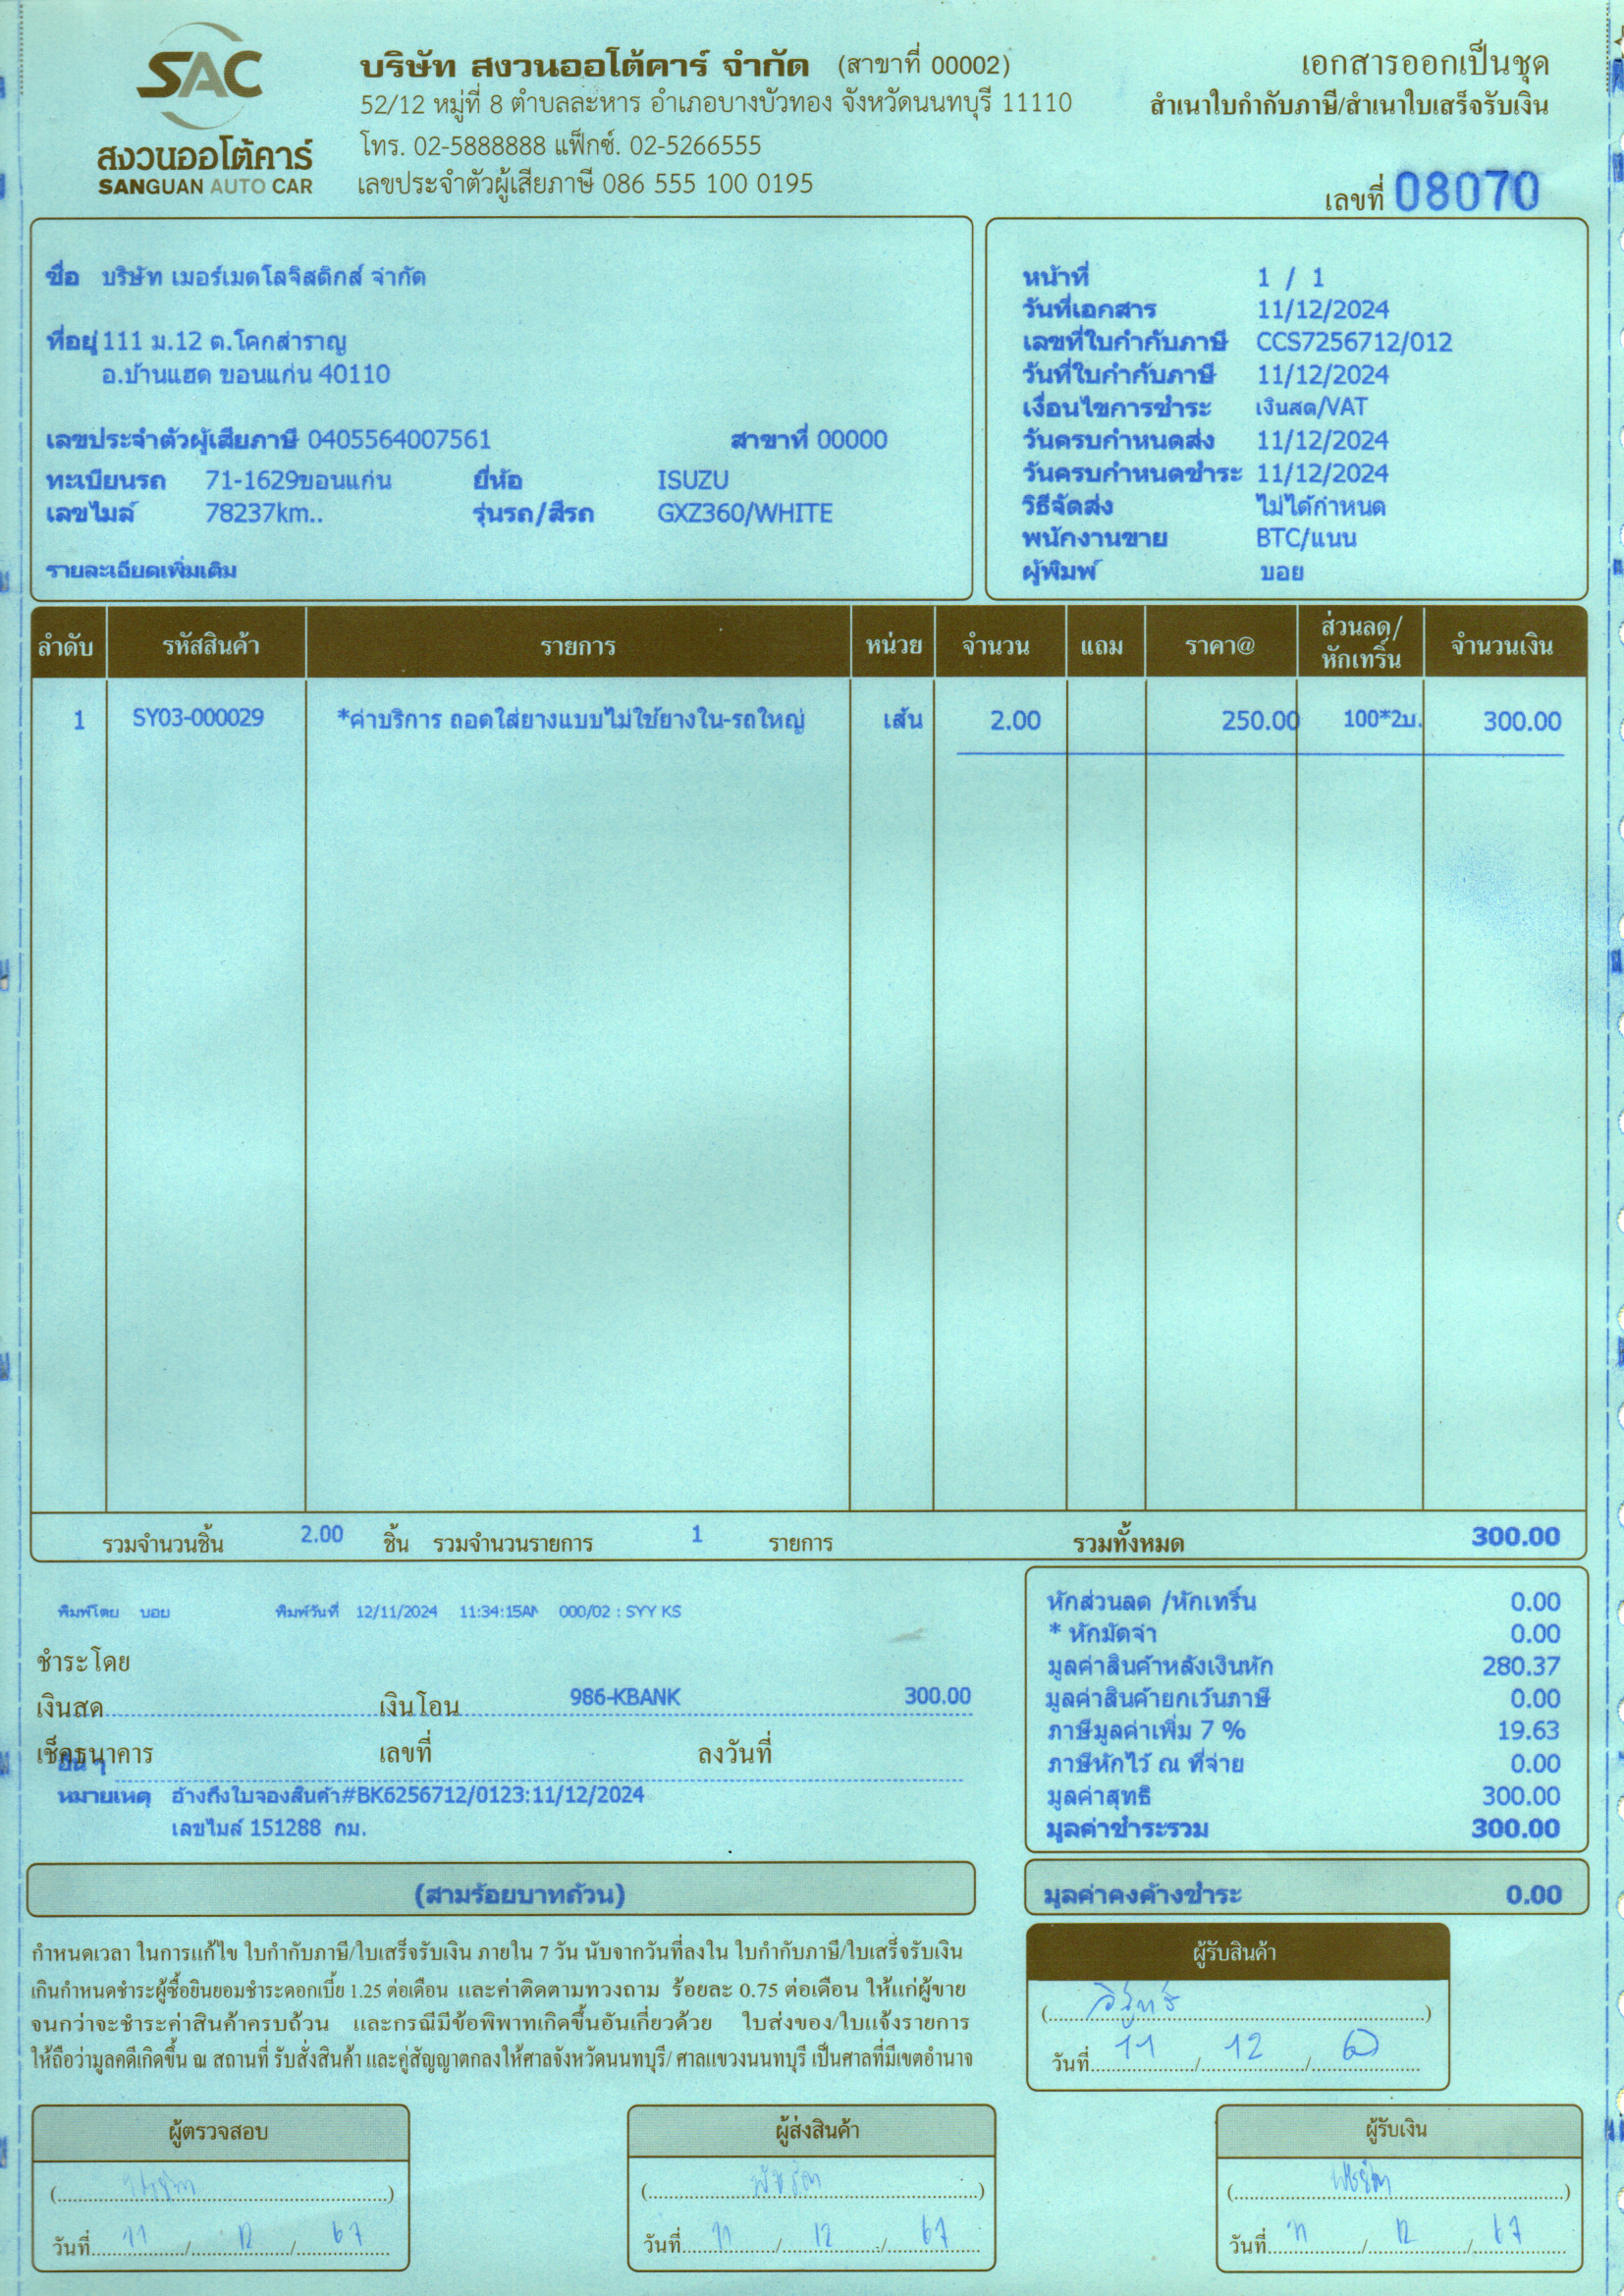 SAC
สงวนออโต้คาร์
SANGUAN AUTO CAR
บริษัท สงวนออโต้คาร์ จำกัด (สาขาที่ 00002)
52/12 หมู่ที่ 8 ตำบลละหาร อำเภอบางบัวทอง จังหวัดนนทบุรี 11110
โทร. 02-5888888 แฟ็กซ์. 02-5266555
เลขประจำตัวผู้เสียภาษี 086 555 100 0195
เอกสารออกเป็นชุด
สำเนาใบกำกับภาษี/สำเนาใบเสร็จรับเงิน
เลขที่ 08070
ชื่อ บริษัท เมอร์เมดโลจิสติกส์ จำกัด
ที่อยู่ 111 ม.12 ต.โคกสำราญ
อ.บ้านแฮด ขอนแก่น 40110
เลขประจำตัวผู้เสียภาษี 0405564007561 สาขาที่ 00000
ทะเบียนรถ 71-1629ขอนแก่น ยี่ห้อ ISUZU
เลขไมล์ 78237km.. รุ่นรถ/สีรถ GXZ360/WHITE
รายละเอียดเพิ่มเติม
หน้าที่ 1 / 1
วันที่เอกสาร 11/12/2024
เลขที่ใบกำกับภาษี CCS7256712/012
วันที่ใบกำกับภาษี 11/12/2024
เงื่อนไขการชำระ เงินสด/VAT
วันครบกำหนดส่ง 11/12/2024
วันครบกำหนดชำระ 11/12/2024
วิธีจัดส่ง ไม่ได้กำหนด
พนักงานขาย BTC/แนน
ผู้พิมพ์ บอย
ลำดับ รหัสสินค้า รายการ หน่วย จำนวน แถม ราคา@ ส่วนลด/หักเทริ์น จำนวนเงิน
1 SY03-000029 *ค่าบริการ ถอดใส่ยางแบบไม่ใช้ยางใน-รถใหญ่ เส้น 2.00 250.00 100*2บ. 300.00
รวมจำนวนชิ้น 2.00 ชิ้น รวมจำนวนรายการ 1 รายการ รวมทั้งหมด 300.00
พิมพ์โดย บอย พิมพ์วันที่ 12/11/2024 11:34:15AM 000/02 : SYY KS
ชำระโดย
เงินสด เงินโอน 986-KBANK 300.00
เช็คธนาคาร เลขที่ ลงวันที่
อื่น ๆ
หมายเหตุ อ้างถึงใบจองสินค้า#BK6256712/0123:11/12/2024
เลขไมล์ 151288 กม.
หักส่วนลด /หักเทริ์น 0.00
* หักมัดจำ 0.00
มูลค่าสินค้าหลังเงินหัก 280.37
มูลค่าสินค้ายกเว้นภาษี 0.00
ภาษีมูลค่าเพิ่ม 7 % 19.63
ภาษีหักไว้ ณ ที่จ่าย 0.00
มูลค่าสุทธิ 300.00
มูลค่าชำระรวม 300.00
(สามร้อยบาทถ้วน)
มูลค่าคงค้างชำระ 0.00
กำหนดเวลา ในการแก้ไข ใบกำกับภาษี/ใบเสร็จรับเงิน ภายใน 7 วัน นับจากวันที่ลงใน ใบกำกับภาษี/ใบเสร็จรับเงิน
เกินกำหนดชำระผู้ซื้อยินยอมชำระดอกเบี้ย 1.25 ต่อเดือน และค่าติดตามทวงถาม ร้อยละ 0.75 ต่อเดือน ให้แก่ผู้ขาย
จนกว่าจะชำระค่าสินค้าครบถ้วน และกรณีมีข้อพิพาทเกิดขึ้นอันเกี่ยวด้วย ใบส่งของ/ใบแจ้งรายการ
ให้ถือว่ามูลคดีเกิดขึ้น ณ สถานที่ รับสั่งสินค้า และคู่สัญญาตกลงให้ศาลจังหวัดนนทบุรี/ ศาลแขวงนนทบุรี เป็นศาลที่มีเขตอำนาจ
ผู้รับสินค้า
วันที่ 11 / 12 /
ผู้ตรวจสอบ
วันที่ 11 / 12 / 67
ผู้ส่งสินค้า
วันที่ 11 / 12 / 67
ผู้รับเงิน
วันที่ 11 / 12 / 67